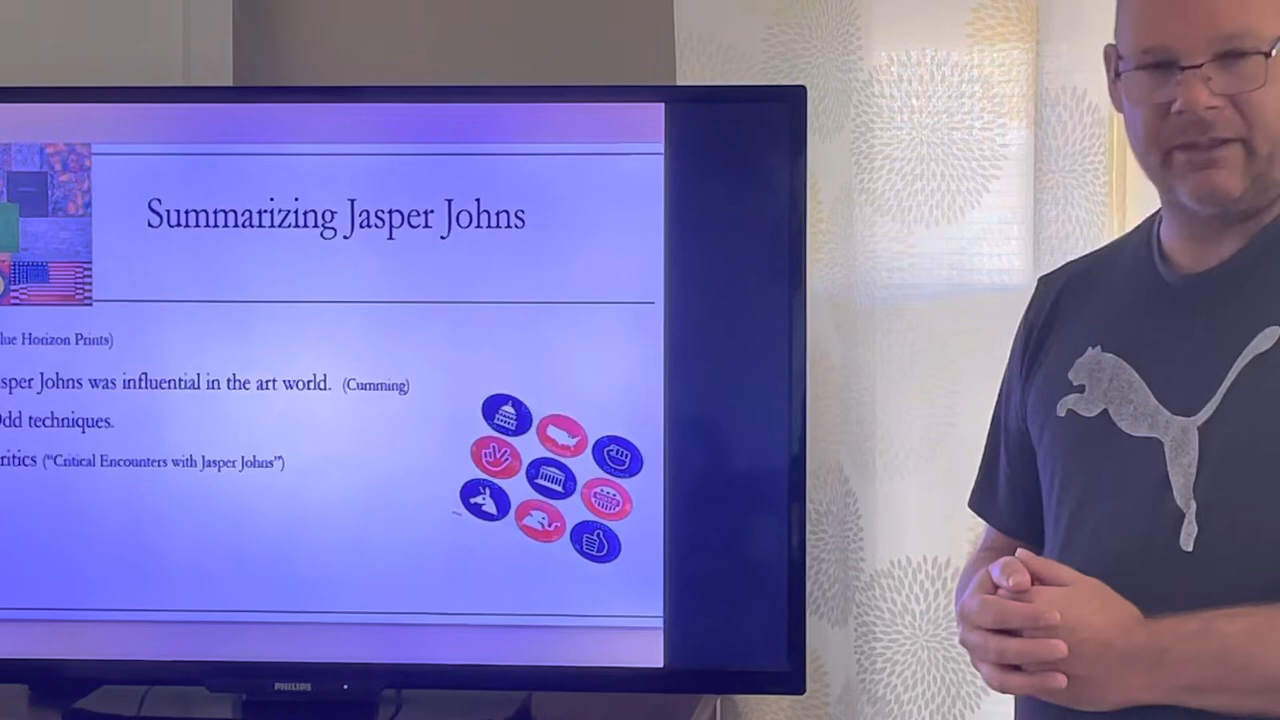 Summarizing Jasper Johns
lue Horizon Prints)
sper Johns was influential in the art world. (Cumming)
dd techniques.
ritics ("Critical Encounters with Jasper Johns")
PHILIPS